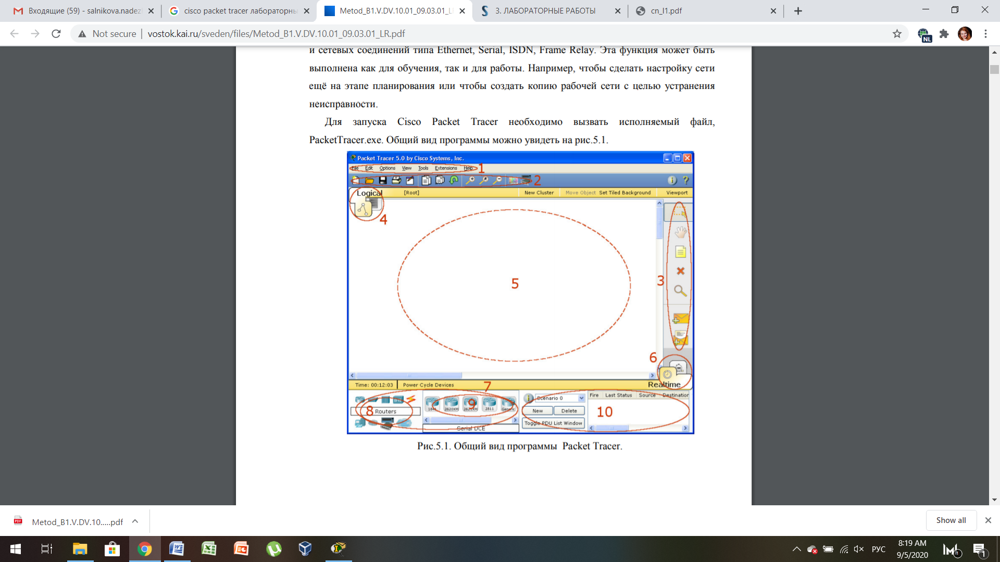 Входящие (59) - salnikova.nadez
cisco packet tracer лабораторны
Metod_B1.V.DV.10.01_09.03.01_L
3. ЛАБОРАТОРНЫЕ РАБОТЫ
cn_l1.pdf
Not secure
vostok.kai.ru/sveden/files/Metod_B1.V.DV.10.01_09.03.01_LR.pdf
NL
и сетевых соединений типа Ethernet, Serial, ISDN, Frame Relay. Эта функция может быть
выполнена как для обучения, так и для работы. Например, чтобы сделать настройку сети
ещё на этапе планирования или чтобы создать копию рабочей сети с целью устранения
неисправности.
Для запуска Cisco Packet Tracer необходимо вызвать исполняемый файл,
PacketTracer.exe. Общий вид программы можно увидеть на рис.5.1.
Packet Tracer 5.0 by Cisco Systems, Inc.
File Edit Options View Tools Extensions Help 1
2
Logical [Root] New Cluster Move Object Set Tiled Background Viewport
4
5
3
6
Time: 00:12:03 Power Cycle Devices 7 Realtime
Scenario 0 Fire Last Status Source Destination
8 Routers
1841 2620XM 2621XM 2811 Generic
9
New Delete
10
Toggle PDU List Window
Serial DCE
Рис.5.1. Общий вид программы Packet Tracer.
PDF
Metod_B1.V.DV.10.....pdf
Show all
РУС
8:19 AM
9/5/2020
1
1